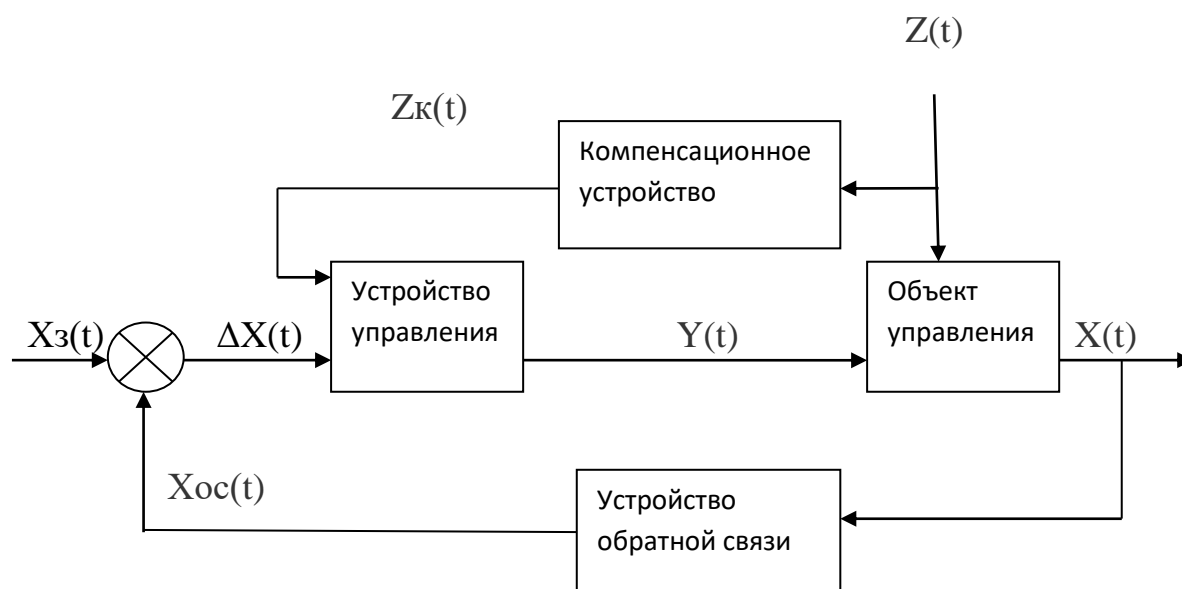 Z(t)
Zк(t)
Компенсационное
устройство
Устройство
управления
Объект
управления
Xз(t)
ΔX(t)
Y(t)
X(t)
Xос(t)
Устройство
обратной связи